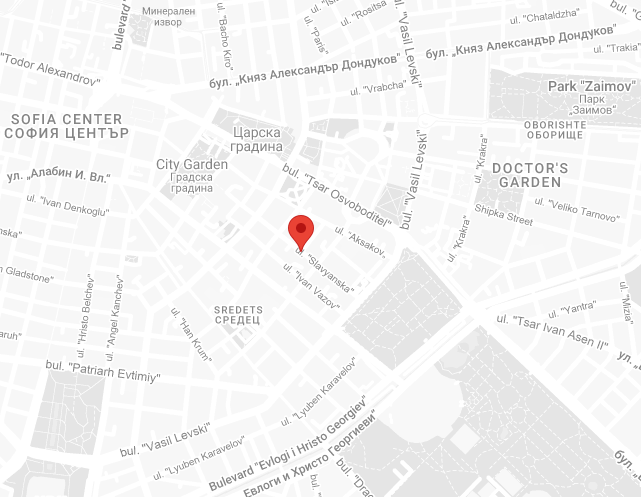 Минерален
извор
ul. "Rositsa
ul. "Chataldzha"
ul. "Paris"
ul. "Bacho Kiro"
bul. "Vasil Levski"
ul. "Trakia"
бул. „Княз Александър Дондуков"
бул. „Княз Александър Дондуков"
"Todor Alexandrov"
ul. "Vrabcha"
Park "Zaimov"
Парк
„Заимов"
SOFIA CENTER
СОФИЯ ЦЕНТЪР
Царска
градина
OBORISHTE
ОБОРИЩЕ
bul. "Vasil Levski"
ul. "Krakra"
City Garden
Градска
градина
ул. „Алабин И. Вл."
bul. "Tsar Osvoboditel"
DOCTOR'S
GARDEN
ul. "Ivan Denkoglu"
ul. "Veliko Tarnovo"
Shipka Street
ul. "Aksakov"
ul. "Krakra"
n Gladstone"
ul. "Slavyanska"
ul. "Ivan Vazov"
ul. "Hristo Belchev"
ul. "Angel Kanchev"
ul. "Han Krum"
SREDETS
СРЕДЕЦ
ul. "Yantra"
ul. "Mizia"
ul. "Tsar Ivan Asen II"
bul. "Patriarh Evtimiy"
ul. "Lyuben Karavelov"
bul. "Vasil Levski"
ul. "Lyuben Karavelov"
Bulevard "Evlogi i Hristo Georgiev"
Евлоги и Христо Георгиеви"
bul. "Drag
бул.